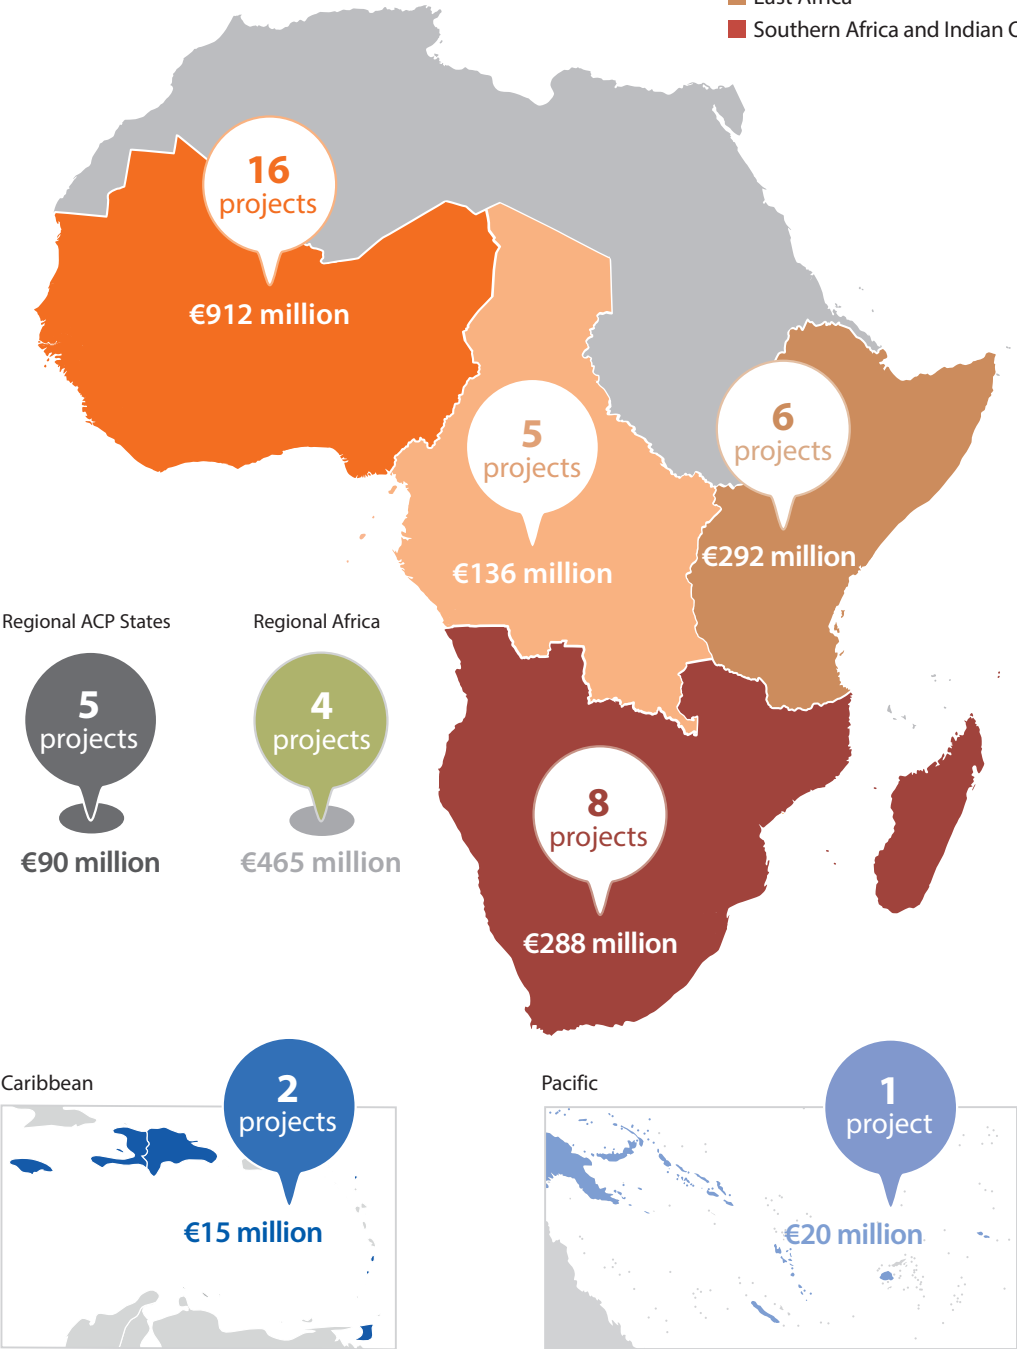 East Africa
Southern Africa and Indian
16
projects
€912 million
5
projects
€136 million
6
projects
€292 million
Regional ACP States
5
projects
€90 million
Regional Africa
4
projects
€465 million
8
projects
€288 million
Caribbean
2
projects
€15 million
Pacific
1
project
€20 million